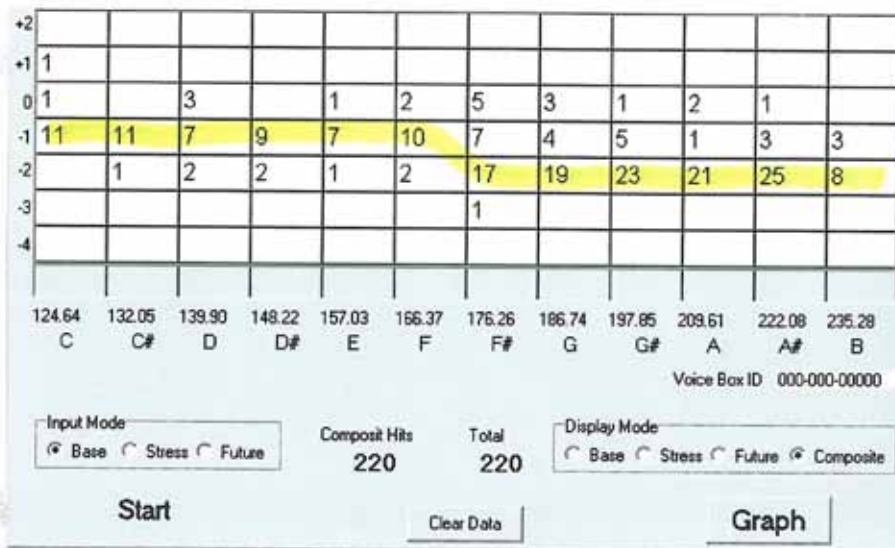 +2
+1 1
0 1 3 1 2 5 3 1 2 1
-1 11 11 7 9 7 10 7 4 5 1 3 3
-2 1 2 2 1 2 17 19 23 21 25 8
-3 1
-4
124.64 132.05 139.90 148.22 157.03 166.37 176.26 186.74 197.85 209.61 222.08 235.28
C C# D D# E F F# G G# A A# B
Voice Box ID 000-000-00000
Input Mode Composit Hits Total Display Mode
Base Stress Future 220 220 Base Stress Future Composite
Start Clear Data Graph